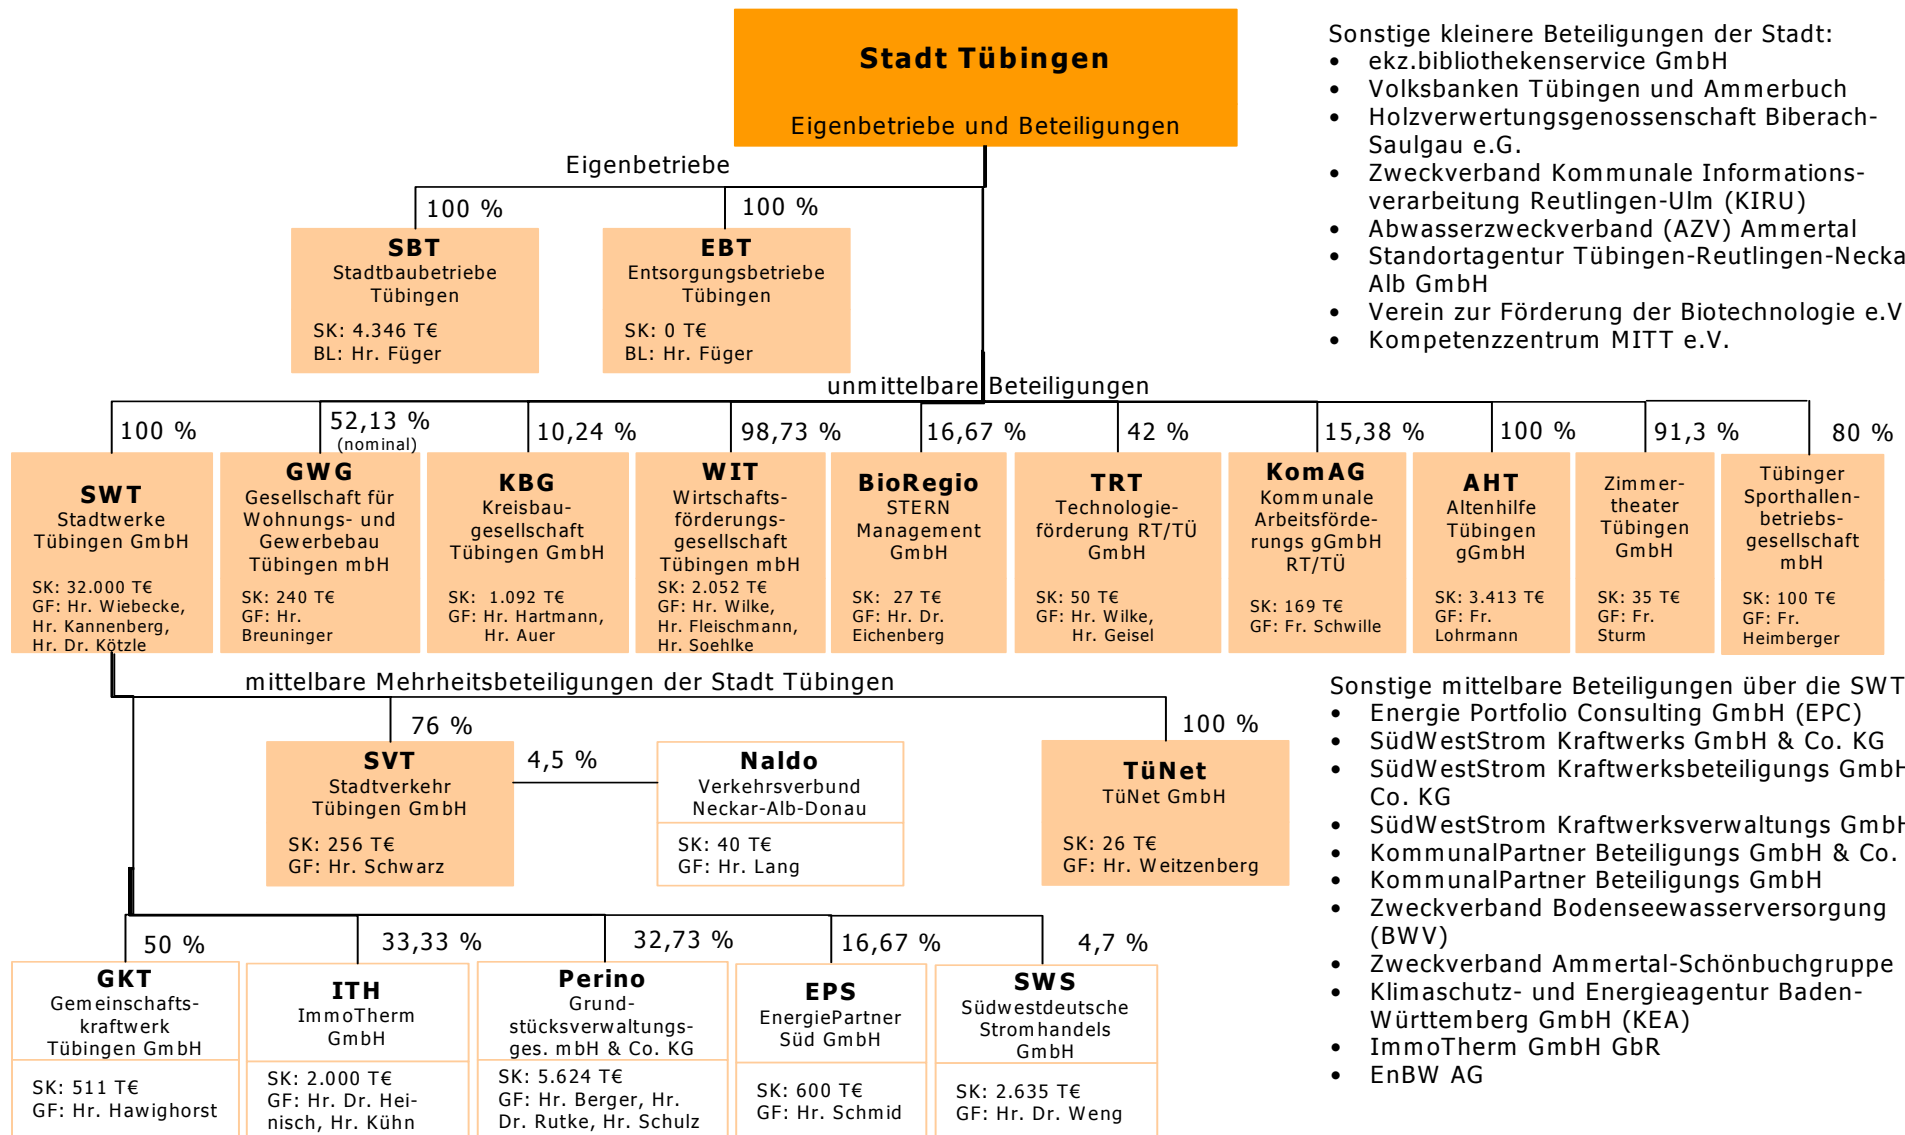 Stadt Tübingen
Eigenbetriebe und Beteiligungen
Sonstige kleinere Beteiligungen der Stadt:
• ekz.bibliothekenservice GmbH
• Volksbanken Tübingen und Ammerbuch
• Holzverwertungsgenossenschaft Biberach-
Saulgau e.G.
• Zweckverband Kommunale Informations-
verarbeitung Reutlingen-Ulm (KIRU)
• Abwasserzweckverband (AZV) Ammertal
• Standortagentur Tübingen-Reutlingen-Necka
Alb GmbH
• Verein zur Förderung der Biotechnologie e.V
• Kompetenzzentrum MITT e.V.
Eigenbetriebe
100 %
SBT
Stadtbaubetriebe
Tübingen
SK: 4.346 T€
BL: Hr. Füger
100 %
EBT
Entsorgungsbetriebe
Tübingen
SK: 0 T€
BL: Hr. Füger
unmittelbare Beteiligungen
100 %
SWT
Stadtwerke
Tübingen GmbH
SK: 32.000 T€
GF: Hr. Wiebecke,
Hr. Kannenberg,
Hr. Dr. Kötzle
52,13 %
(nominal)
GWG
Gesellschaft für
Wohnungs- und
Gewerbebau
Tübingen mbH
SK: 240 T€
GF: Hr.
Breuninger
10,24 %
KBG
Kreisbau-
gesellschaft
Tübingen GmbH
SK: 1.092 T€
GF: Hr. Hartmann,
Hr. Auer
98,73 %
WIT
Wirtschafts-
förderungs-
gesellschaft
Tübingen mbH
SK: 2.052 T€
GF: Hr. Wilke,
Hr. Fleischmann,
Hr. Soehlke
16,67 %
BioRegio
STERN
Management
GmbH
SK: 27 T€
GF: Hr. Dr.
Eichenberg
42 %
TRT
Technologie-
förderung RT/TÜ
GmbH
SK: 50 T€
GF: Hr. Wilke,
Hr. Geisel
15,38 %
KomAG
Kommunale
Arbeitsförde-
rungs gGmbH
RT/TÜ
SK: 169 T€
GF: Fr. Schwille
100 %
AHT
Altenhilfe
Tübingen
gGmbH
SK: 3.413 T€
GF: Fr.
Lohrmann
91,3 %
Zimmer-
theater
Tübingen
GmbH
SK: 35 T€
GF: Fr.
Sturm
80 %
Tübinger
Sporthallen-
betriebs-
gesellschaft
mbH
SK: 100 T€
GF: Fr.
Heimberger
mittelbare Mehrheitsbeteiligungen der Stadt Tübingen
76 %
SVT
Stadtverkehr
Tübingen GmbH
SK: 256 T€
GF: Hr. Schwarz
4,5 %
Naldo
Verkehrsverbund
Neckar-Alb-Donau
SK: 40 T€
GF: Hr. Lang
100 %
TüNet
TüNet GmbH
SK: 26 T€
GF: Hr. Weitzenberg
Sonstige mittelbare Beteiligungen über die SWT
• Energie Portfolio Consulting GmbH (EPC)
• SüdWestStrom Kraftwerks GmbH & Co. KG
• SüdWestStrom Kraftwerksbeteiligungs GmbH
Co. KG
• SüdWestStrom Kraftwerksverwaltungs GmbH
• KommunalPartner Beteiligungs GmbH & Co.
• KommunalPartner Beteiligungs GmbH
• Zweckverband Bodenseewasserversorgung
(BWV)
• Zweckverband Ammertal-Schönbuchgruppe
• Klimaschutz- und Energieagentur Baden-
Württemberg GmbH (KEA)
• ImmoTherm GmbH GbR
• EnBW AG
50 %
GKT
Gemeinschafts-
kraftwerk
Tübingen GmbH
SK: 511 T€
GF: Hr. Hawighorst
33,33 %
ITH
ImmoTherm
GmbH
SK: 2.000 T€
GF: Hr. Dr. Hei-
nisch, Hr. Kühn
32,73 %
Perino
Grund-
stücksverwaltungs-
ges. mbH & Co. KG
SK: 5.624 T€
GF: Hr. Berger, Hr.
Dr. Rutke, Hr. Schulz
16,67 %
EPS
EnergiePartner
Süd GmbH
SK: 600 T€
GF: Hr. Schmid
4,7 %
SWS
Südwestdeutsche
Stromhandels
GmbH
SK: 2.635 T€
GF: Hr. Dr. Weng